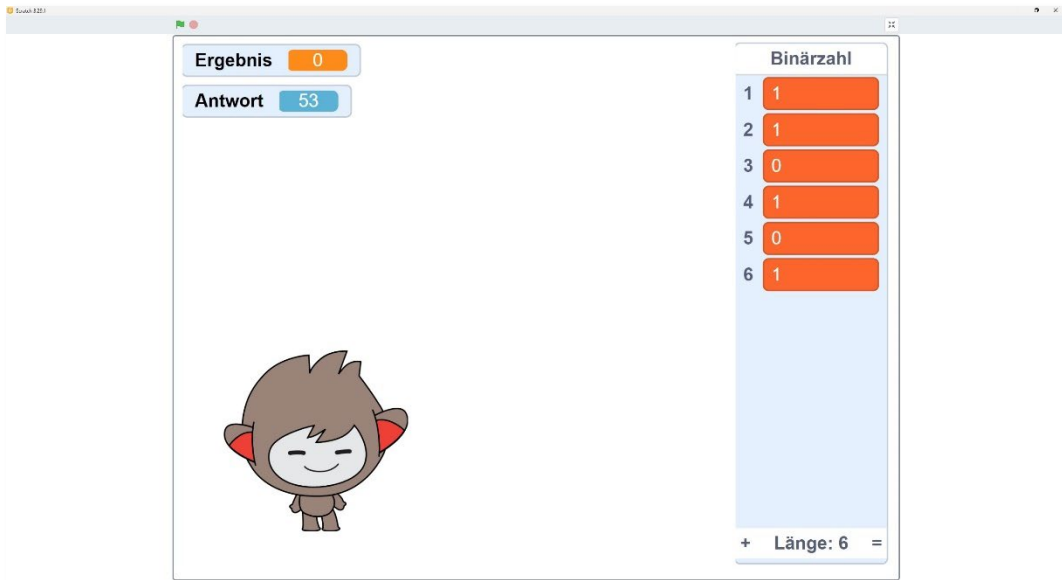 Ergebnis 0
Antwort 53
Binärzahl
1 1
2 1
3 0
4 1
5 0
6 1
+ Länge: 6 =